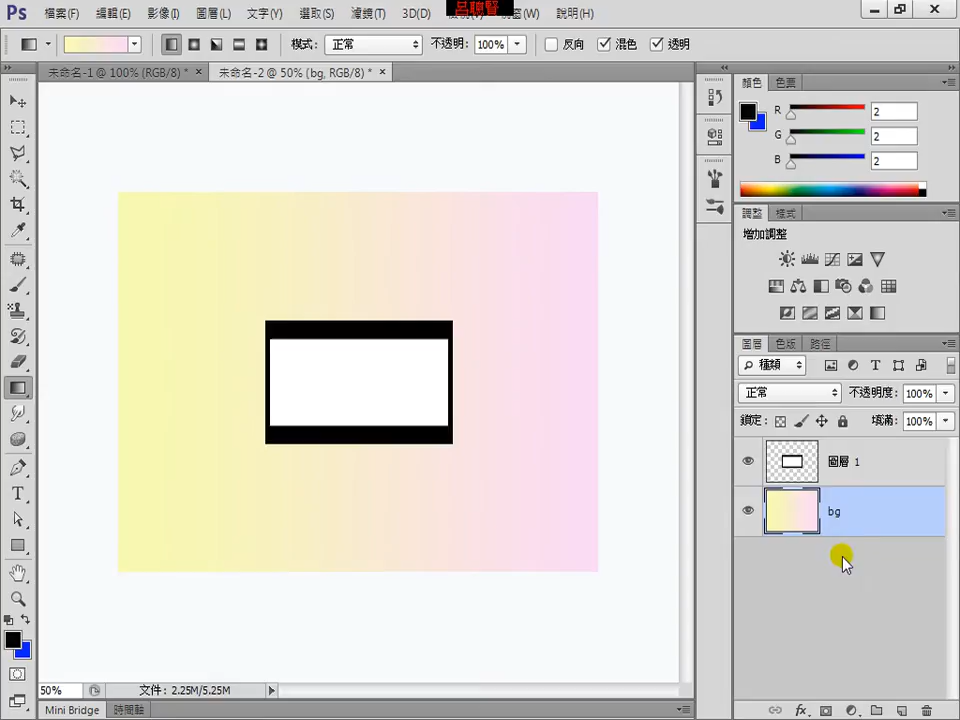 呂聰賢
Ps 檔案(F) 編輯(E) 影像(I) 圖層(L) 文字(Y) 選取(S) 濾鏡(T) 3D(D) 說明(H)
模式: 正常 不透明: 100% 反向 混色 透明
未命名-1 @ 100% (RGB/8) * × 未命名-2 @ 50% (bg, RGB/8) * ×
顏色 色票
R 2
G 2
B 2
調整 樣式
增加調整
圖層 色版 路徑
種類
正常 不透明度: 100%
鎖定: 填滿: 100%
圖層 1
bg
50% 文件: 2.25M/5.25M
Mini Bridge 時間軸